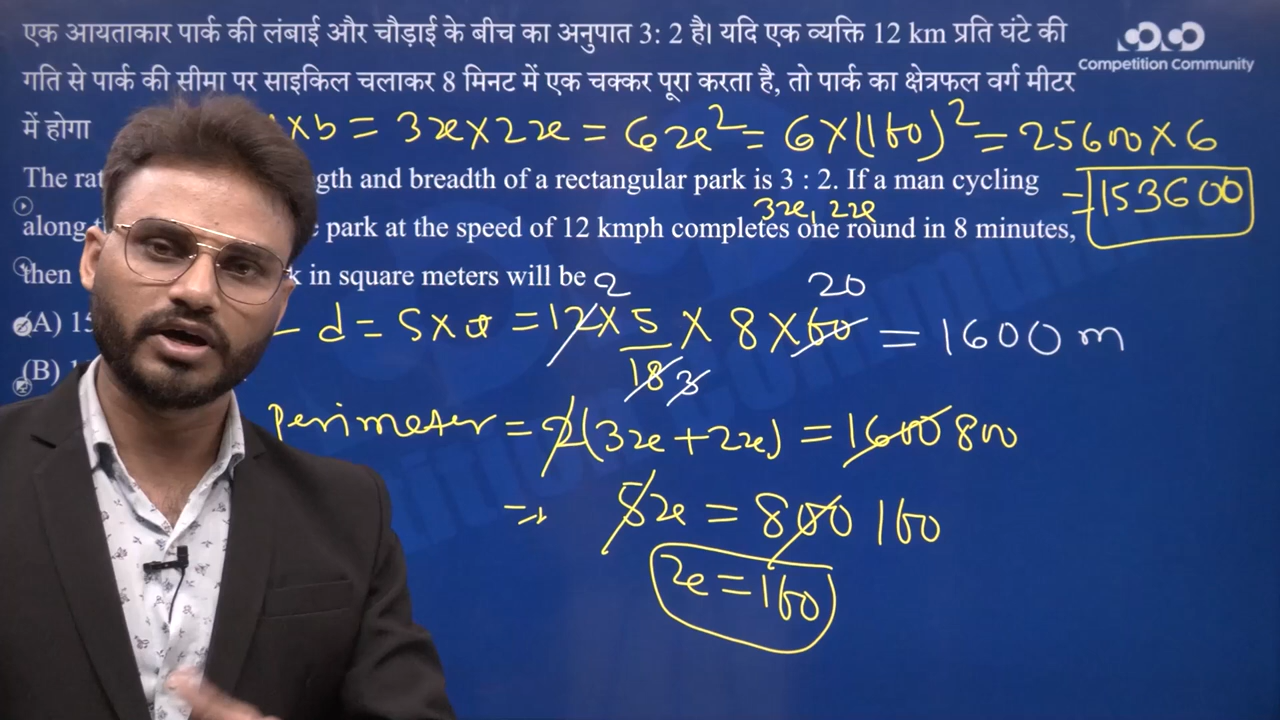 एक आयताकार पार्क की लंबाई और चौड़ाई के बीच का अनुपात 3: 2 है। यदि एक व्यक्ति 12 km प्रति घंटे की
गति से पार्क की सीमा पर साइकिल चलाकर 8 मिनट में एक चक्कर पूरा करता है, तो पार्क का क्षेत्रफल वर्ग मीटर
में होगा
Competition Community
×b = 3x×2x = 6x² = 6×(160)² = 25600×6
= 153600
The gth and breadth of a rectangular park is 3 : 2. If a man cycling
3x, 2x
park at the speed of 12 kmph completes one round in 8 minutes,
then k in square meters will be
(A) 15
d = s×t = 12 2 × 5/18 3 × 8 × 60 20 = 1600 m
(B) 1
Perimeter = 2(3x+2x) = 1600 800
⇒ 5x = 800 160
x = 160